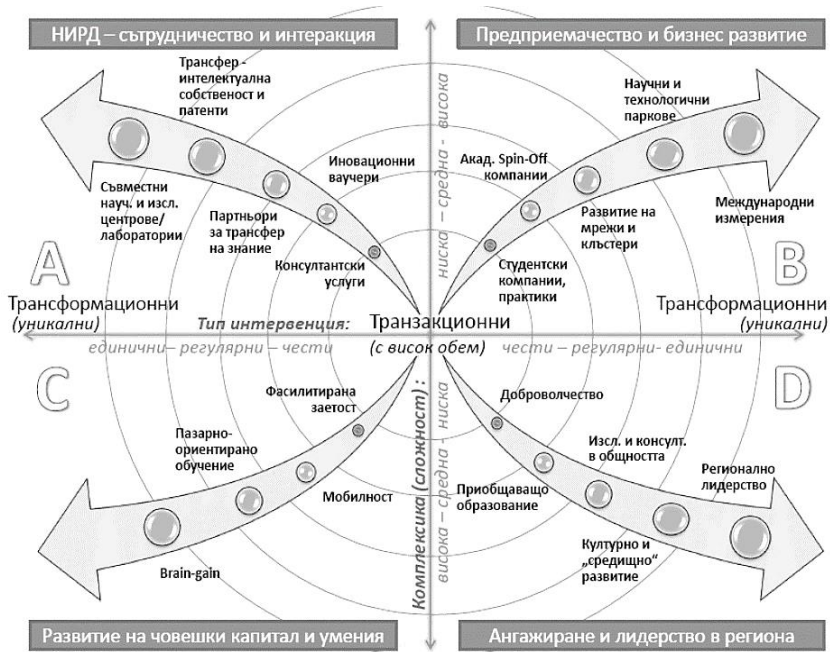 НИРД – сътрудничество и интеракция
Предприемачество и бизнес развитие
Трансфер -
интелектуална
собственост и
патенти
Иновационни
ваучери
Съвместни
науч. и изсл.
центрове/
лаборатории
Партньори
за трансфер
на знание
Консултантски
услуги
ниска – средна - висока
Научни и
технологични
паркове
Акад. Spin-Off
компании
Развитие на
мрежи и
клъстери
Международни
измерения
Студентски
компании,
практики
A
B
Трансформационни
(уникални)
Тип интервенция:
Транзакционни
(с висок обем)
Трансформационни
(уникални)
единични – регулярни – чести
чести – регулярни- единични
C
D
Фасилитирана
заетост
Пазарно-
ориентирано
обучение
Мобилност
Brain-gain
Комплексика (сложност) :
висока – средна - ниска
Доброволчество
Изсл. и консулт.
в общността
Регионално
лидерство
Приобщаващо
образование
Културно и
„средищно“
развитие
Развитие на човешки капитал и умения
Ангажиране и лидерство в региона